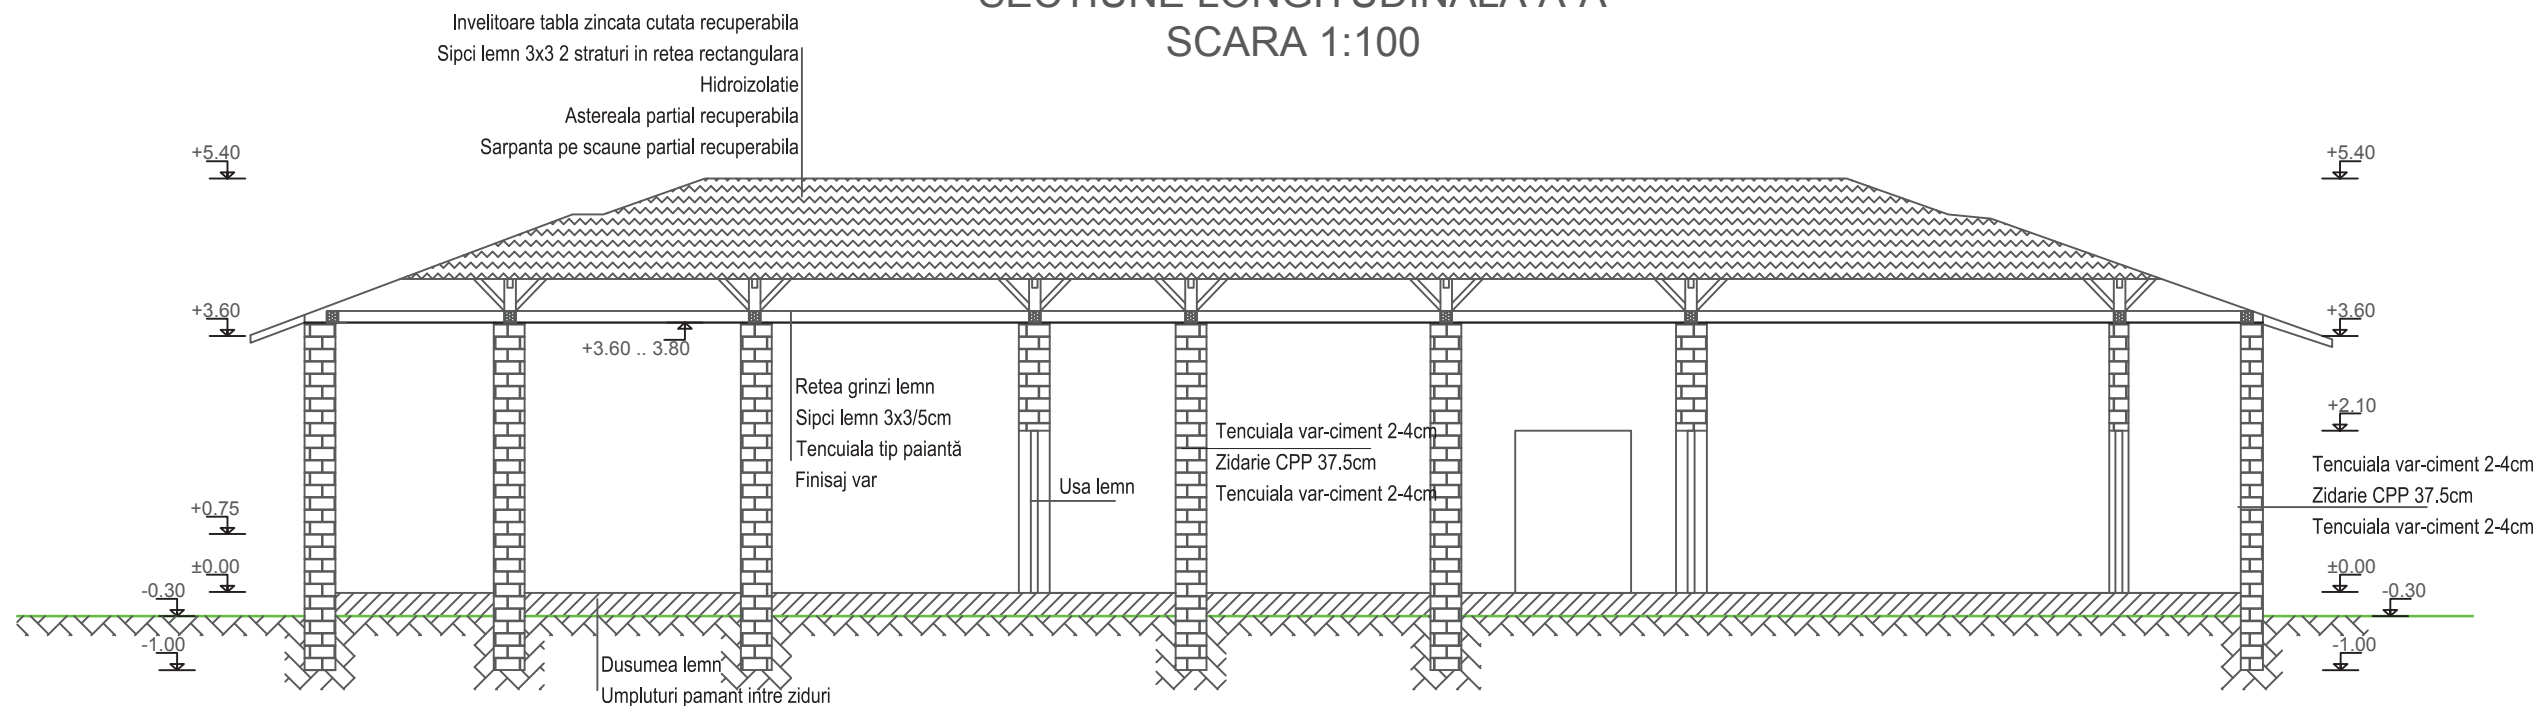 SECTIUNE LONGITUDINALA A-A
SCARA 1:100
Invelitoare tabla zincata cutata recuperabila
Sipci lemn 3x3 2 straturi in retea rectangulara
Hidroizolatie
Astereala partial recuperabila
Sarpanta pe scaune partial recuperabila
+5.40
+5.40
+3.60
+3.60
+3.60 .. 3.80
Retea grinzi lemn
Sipci lemn 3x3/5cm
Tencuiala tip paiantă
Finisaj var
Usa lemn
Tencuiala var-ciment 2-4cm
Zidarie CPP 37.5cm
Tencuiala var-ciment 2-4cm
+2.10
Tencuiala var-ciment 2-4cm
Zidarie CPP 37.5cm
Tencuiala var-ciment 2-4cm
+0.75
±0.00
±0.00
-0.30
-0.30
-1.00
-1.00
Dusumea lemn
Umpluturi pamant intre ziduri